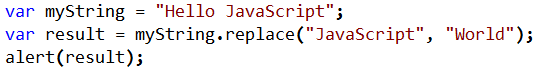 var myString = "Hello JavaScript";
var result = myString.replace("JavaScript", "World");
alert(result);